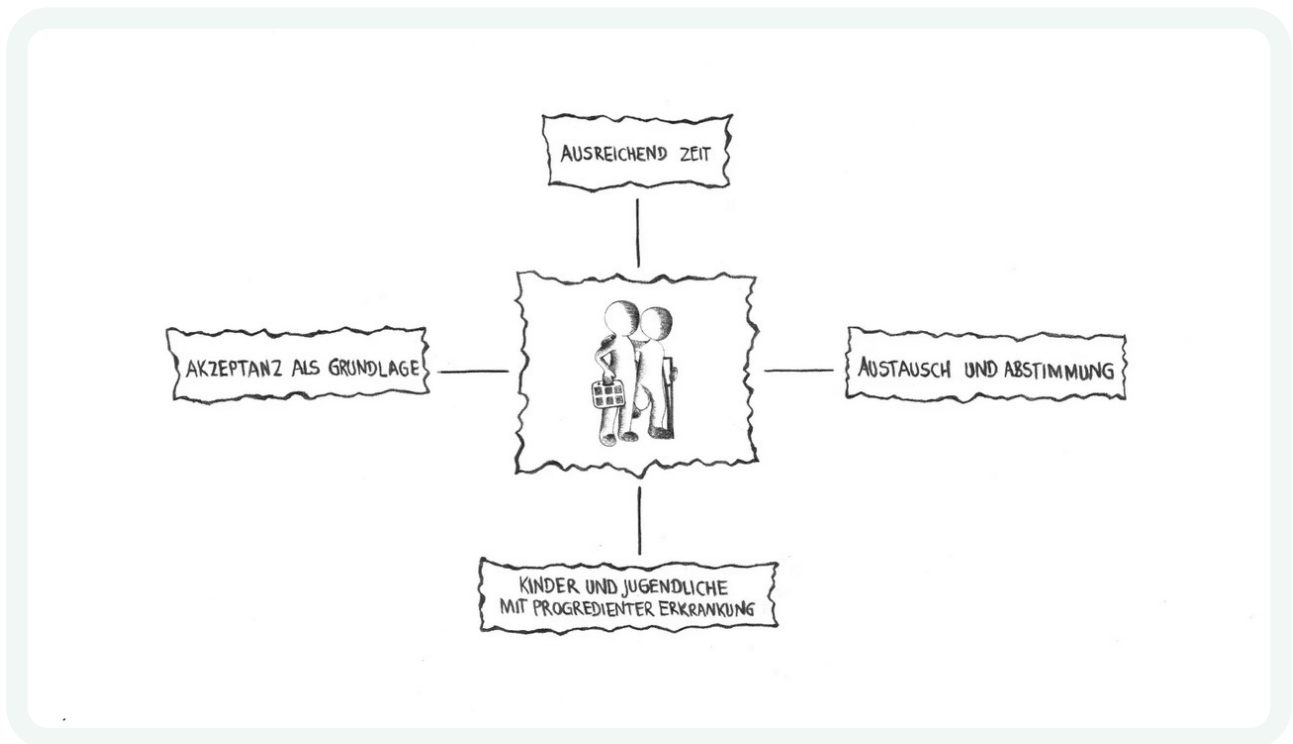 AUSREICHEND ZEIT
AKZEPTANZ ALS GRUNDLAGE
AUSTAUSCH UND ABSTIMMUNG
KINDER UND JUGENDLICHE
MIT PROGREDIENTER ERKRANKUNG